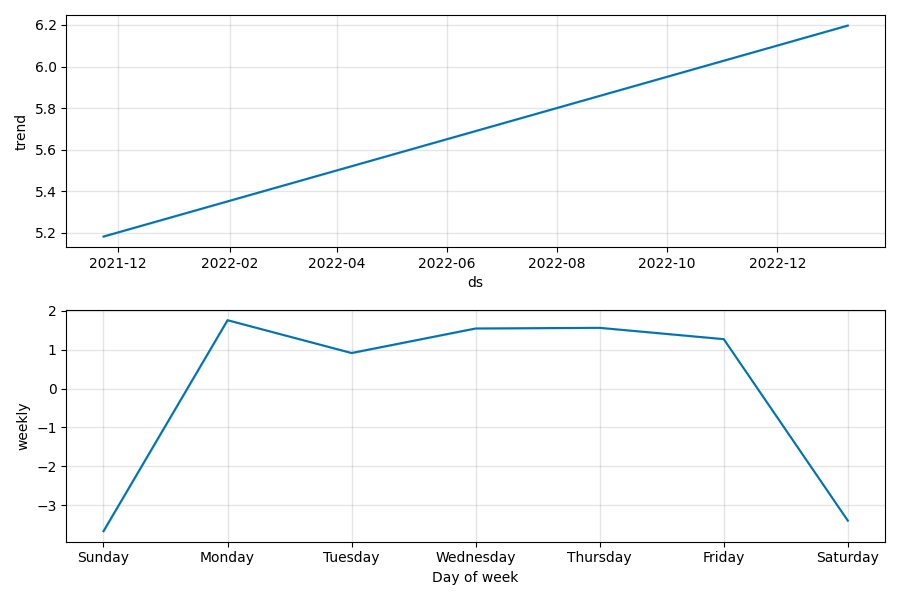 6.2
6.0
5.8
5.6
5.4
5.2
trend
2021-12 2022-02 2022-04 2022-06 2022-08 2022-10 2022-12
ds
2
1
0
−1
−2
−3
weekly
Sunday Monday Tuesday Wednesday Thursday Friday Saturday
Day of week